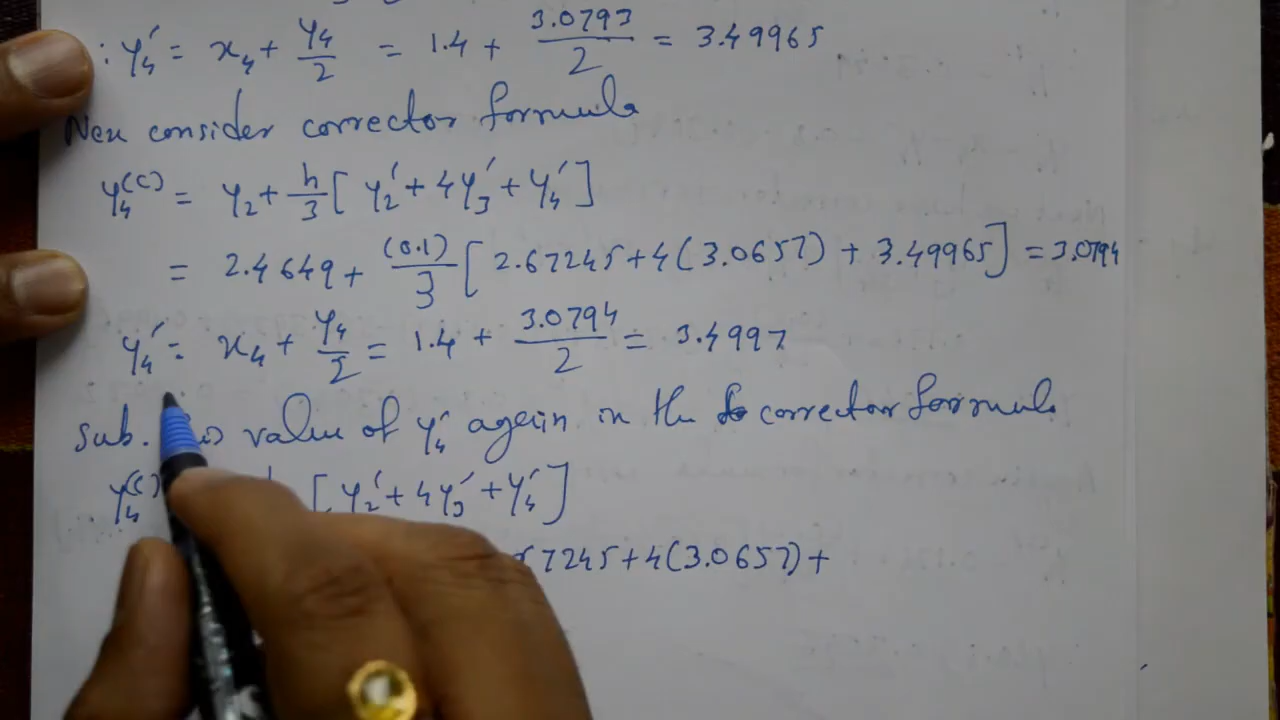 : y₄′ = x₄ + y₄/2 = 1.4 + 3.0793/2 = 3.49965
Nex consider corrector formula
y₄⁽ᶜ⁾ = y₂ + h/3 [ y₂′ + 4y₃′ + y₄′ ]
= 2.4649 + (0.1)/3 [ 2.67245 + 4(3.0657) + 3.49965 ] = 3.0794
y₄′ = x₄ + y₄/2 = 1.4 + 3.0794/2 = 3.4997
Sub. value of y₄′ again in the corrector formula
y₄⁽ᶜ⁾ [ y₂′ + 4y₃′ + y₄′ ]
67245 + 4(3.0657) +